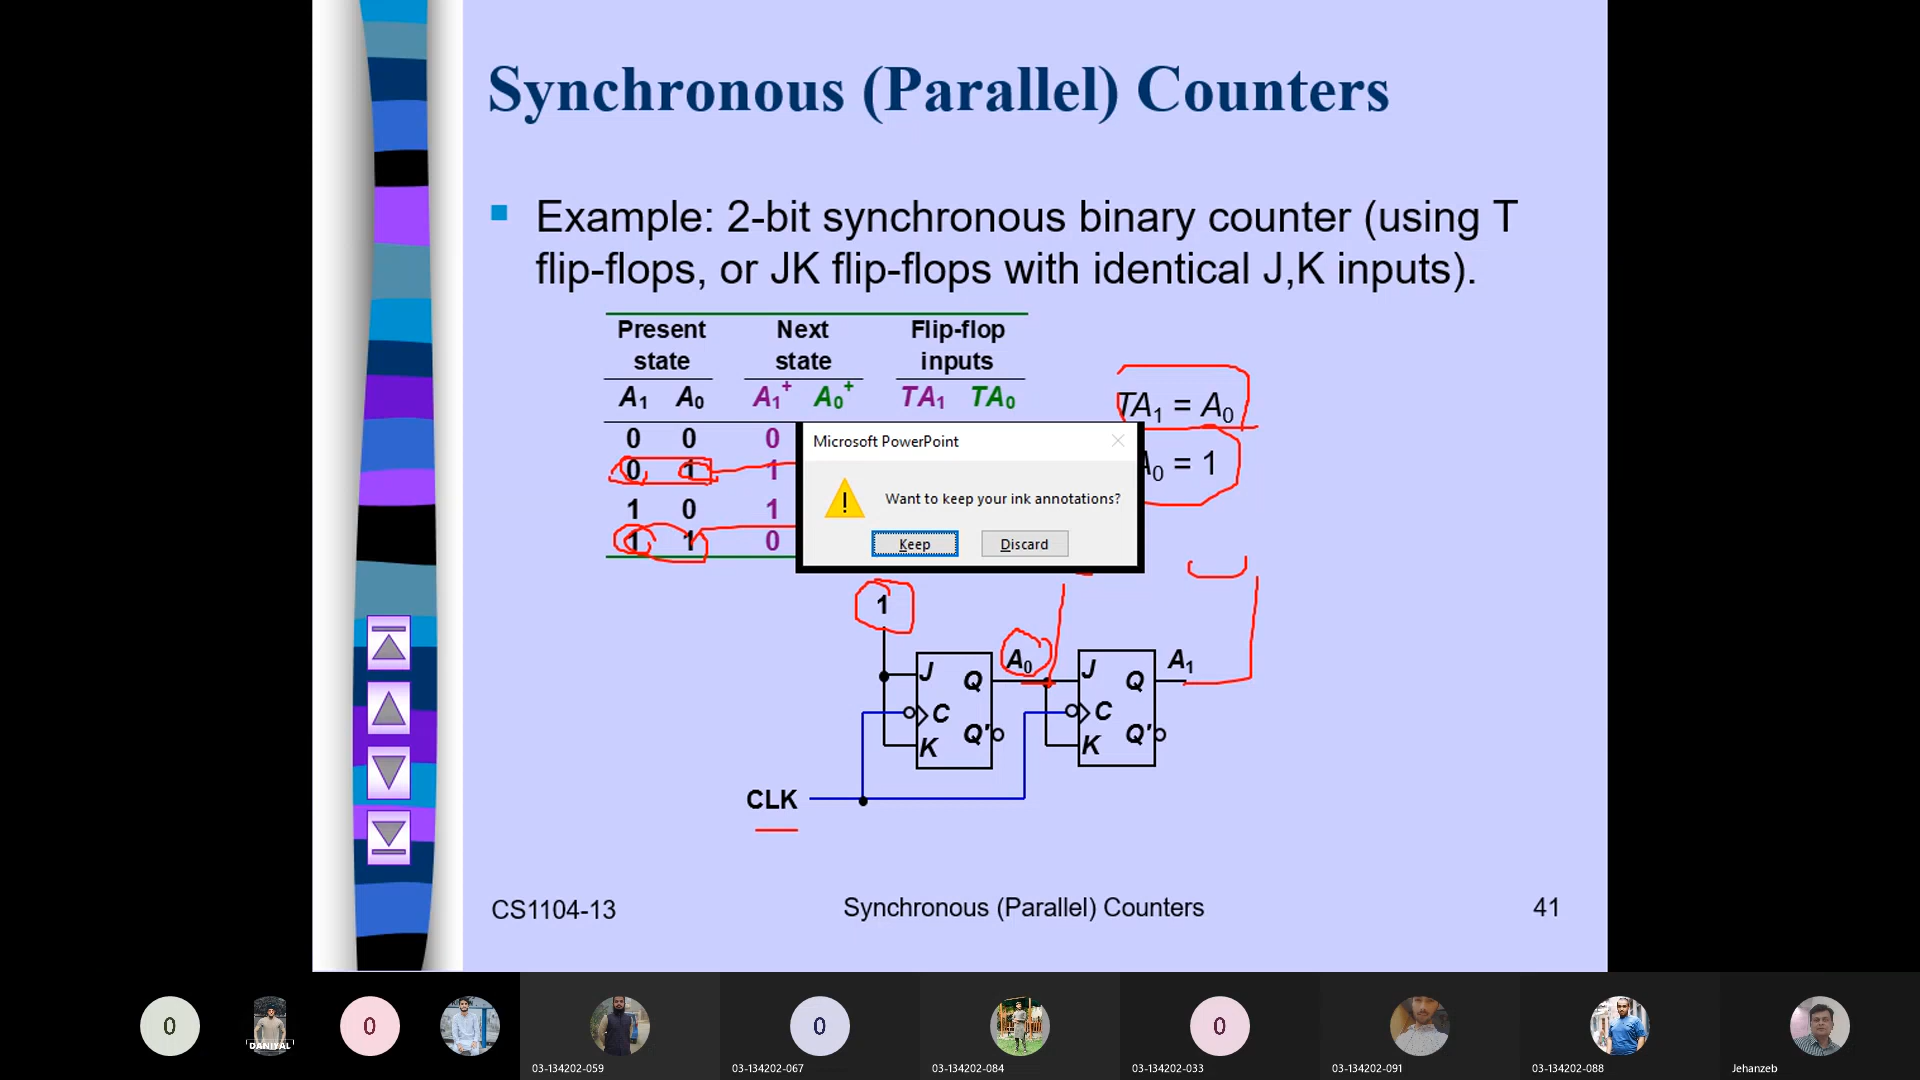 Synchronous (Parallel) Counters
Example: 2-bit synchronous binary counter (using T
flip-flops, or JK flip-flops with identical J,K inputs).
Present Next Flip-flop
state state inputs
A1 A0 A1+ A0+ TA1 TA0
0 0 0
0 1 1
1 0 1
1 1 0
TA1 = A0
A0 = 1
Microsoft PowerPoint
Want to keep your ink annotations?
Keep Discard
1
J Q A0 J Q A1
C C
K Q' K Q'
CLK
CS1104-13 Synchronous (Parallel) Counters 41
0 DANIYAL 0 0 0
03-134202-059 03-134202-067 03-134202-084 03-134202-033 03-134202-091 03-134202-088 Jehanzeb